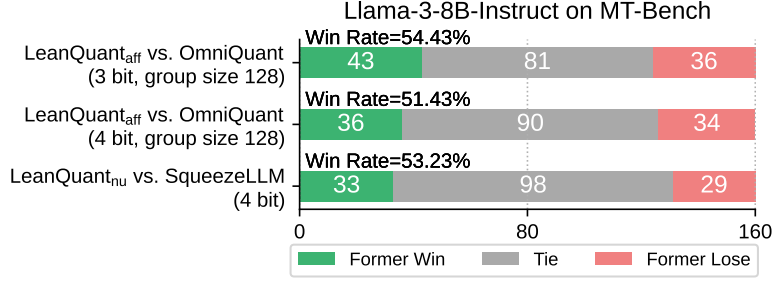 Llama-3-8B-Instruct on MT-Bench
Win Rate=54.43%
LeanQuantaff vs. OmniQuant
(3 bit, group size 128)
43 81 36
Win Rate=51.43%
LeanQuantaff vs. OmniQuant
(4 bit, group size 128)
36 90 34
Win Rate=53.23%
LeanQuantnu vs. SqueezeLLM
(4 bit)
33 98 29
0 80 160
Former Win Tie Former Lose